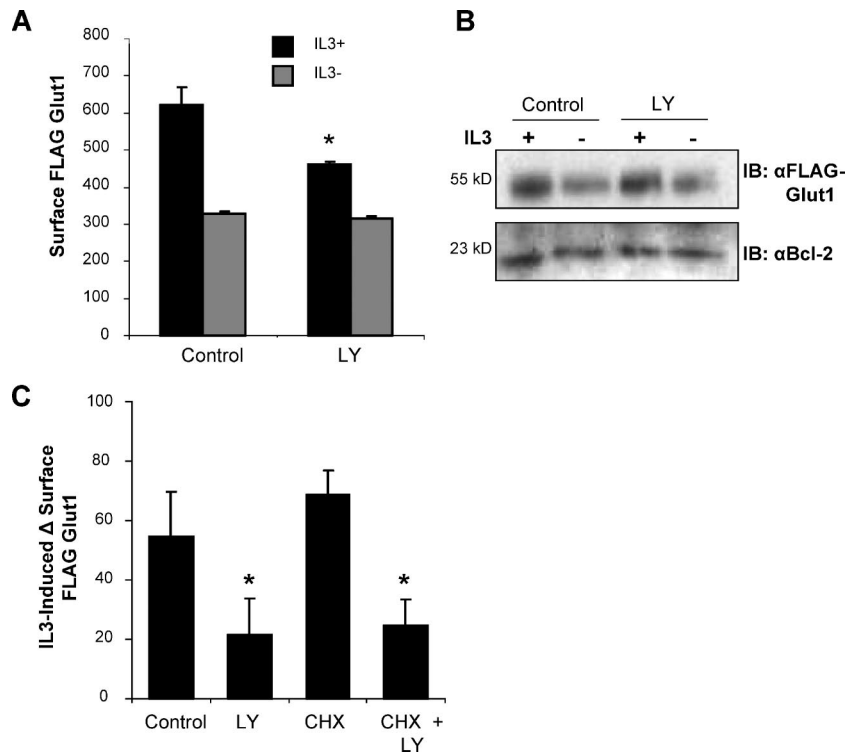 A
Surface FLAG Glut1
800
700
600
500
400
300
200
100
0
IL3+
IL3-
*
Control
LY
B
Control
LY
IL3
+
-
+
-
55 kD
IB: αFLAG-
Glut1
23 kD
IB: αBcl-2
C
IL3-Induced Δ Surface
FLAG Glut1
100
80
60
40
20
0
*
*
Control
LY
CHX
CHX +
LY